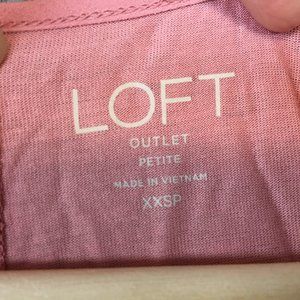 LOFT
OUTLET
PETITE
MADE IN VIETNAM
XXSP